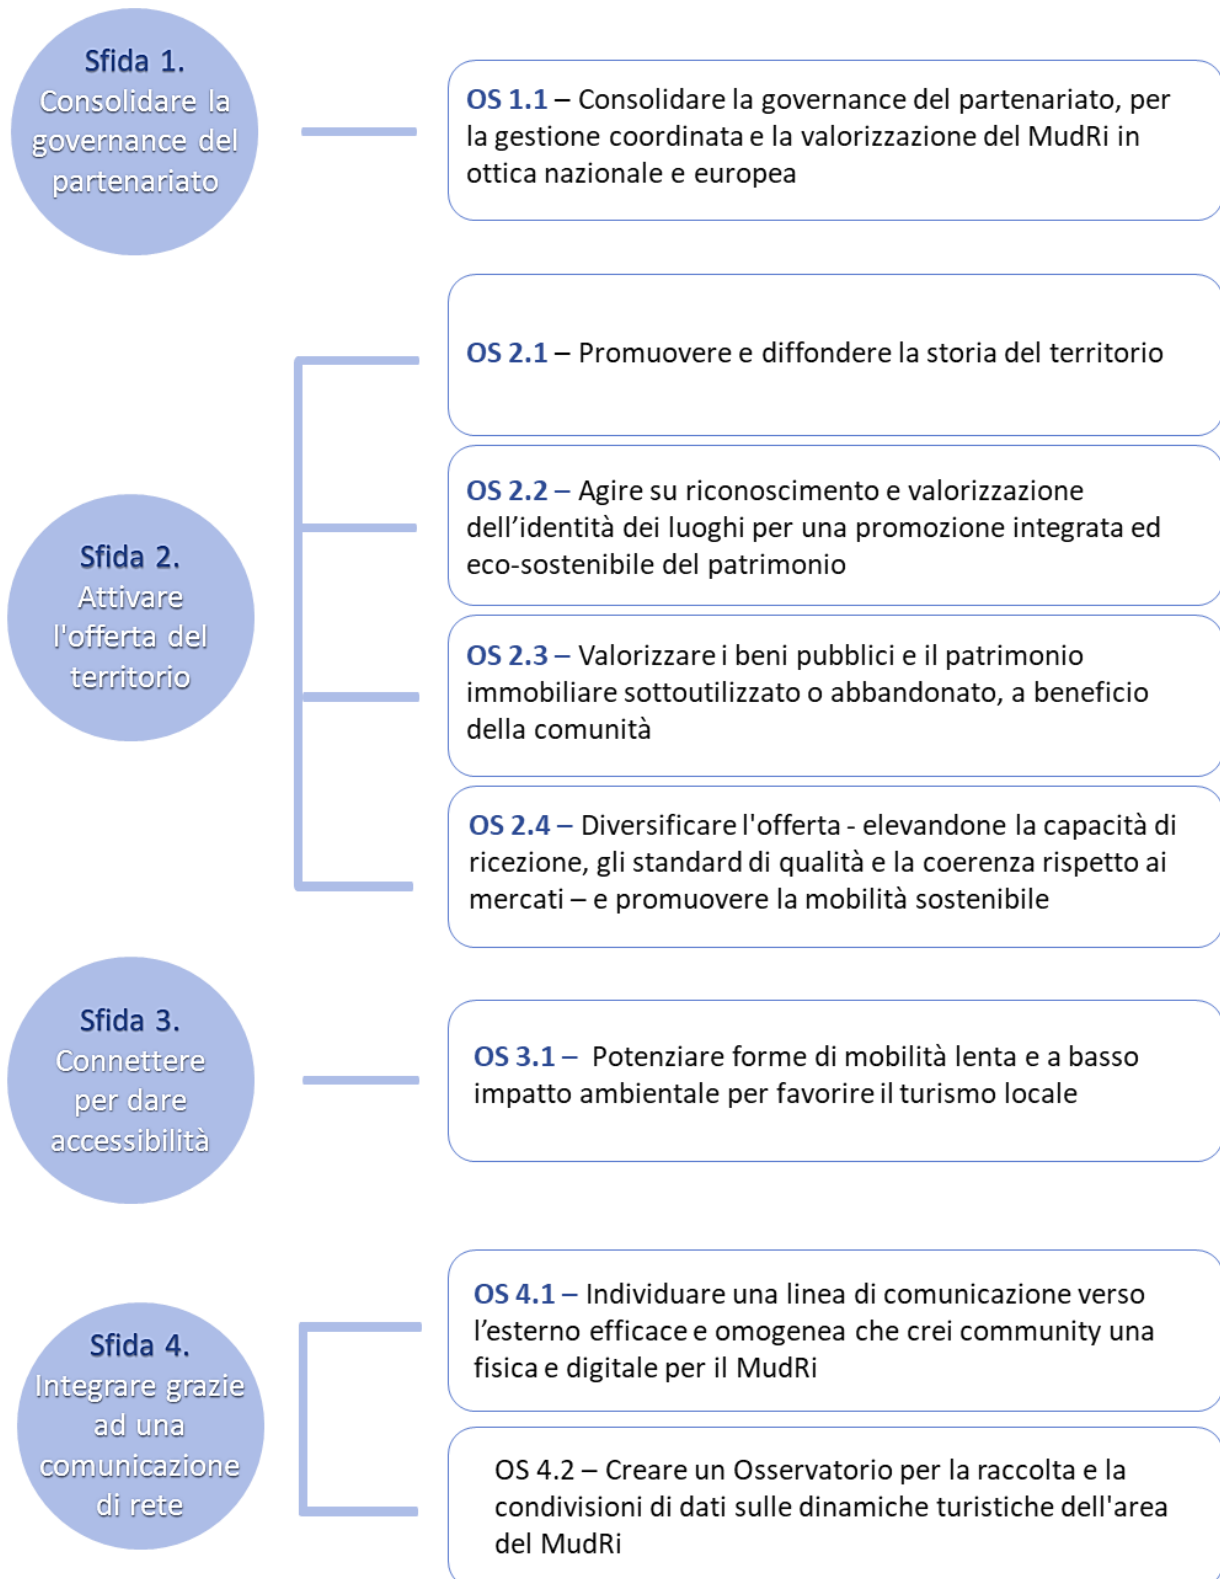 Sfida 1.
Consolidare la
governance del
partenariato
OS 1.1 – Consolidare la governance del partenariato, per
la gestione coordinata e la valorizzazione del MudRi in
ottica nazionale e europea
Sfida 2.
Attivare
l'offerta del
territorio
OS 2.1 – Promuovere e diffondere la storia del territorio
OS 2.2 – Agire su riconoscimento e valorizzazione
dell’identità dei luoghi per una promozione integrata ed
eco-sostenibile del patrimonio
OS 2.3 – Valorizzare i beni pubblici e il patrimonio
immobiliare sottoutilizzato o abbandonato, a beneficio
della comunità
OS 2.4 – Diversificare l'offerta - elevandone la capacità di
ricezione, gli standard di qualità e la coerenza rispetto ai
mercati – e promuovere la mobilità sostenibile
Sfida 3.
Connettere
per dare
accessibilità
OS 3.1 – Potenziare forme di mobilità lenta e a basso
impatto ambientale per favorire il turismo locale
Sfida 4.
Integrare grazie
ad una
comunicazione
di rete
OS 4.1 – Individuare una linea di comunicazione verso
l’esterno efficace e omogenea che crei community una
fisica e digitale per il MudRi
OS 4.2 – Creare un Osservatorio per la raccolta e la
condivisioni di dati sulle dinamiche turistiche dell'area
del MudRi